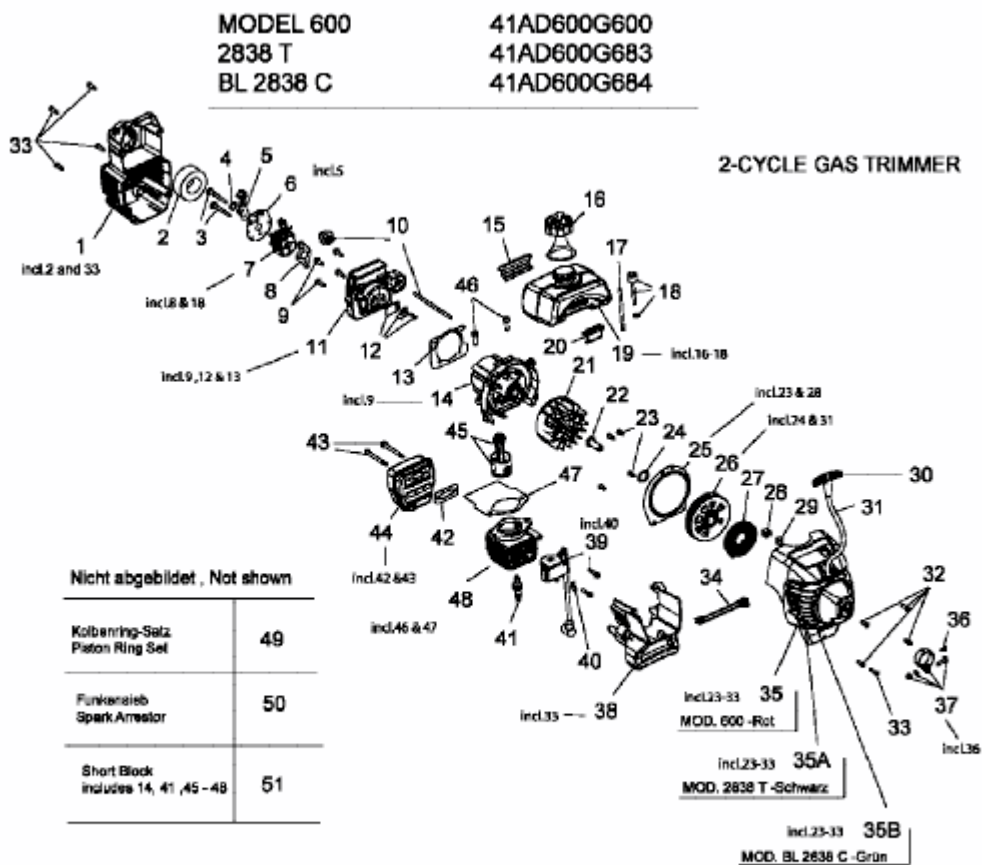 MODEL 600 41AD600G600
2838 T 41AD600G683
BL 2838 C 41AD600G684
2-CYCLE GAS TRIMMER
33
4
5
6
incl.5
1
2
3
incl.2 and 33
7
8
incl.8 & 18
9
10
11
12
13
incl.9 ,12 & 13
46
15
16
17
18
20
19
incl.16-18
14
incl.9
21
22
23
24
25
incl.23 & 28
incl.24 & 31
26
27
28
29
30
31
43
45
47
44
42
incl.42 &43
incl.40
39
48
41
40
incl.46 & 47
34
38
incl.33
32
36
33
37
incl36
incl.23-33 35
MOD. 600 -Rot
incl.23-33 35A
MOD. 2838 T -Schwarz
incl.23-33 35B
MOD. BL 2638 C -Grün
Nicht abgebildet , Not shown
Kolbenring-Satz
Piston Ring Set
49
Funkensieb
Spark Arrestor
50
Short Block
includes 14, 41 ,45 - 48
51